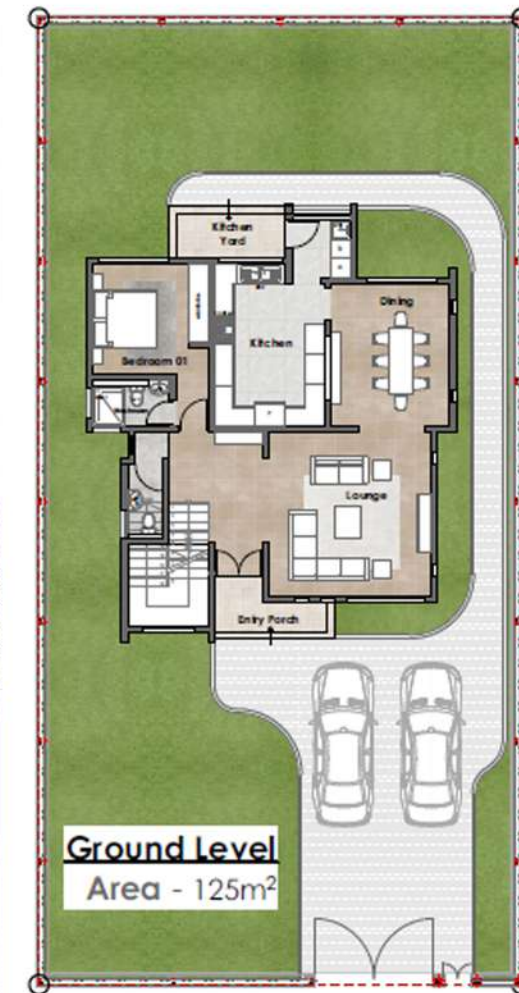 Kitchen
Yard
Dining
Kitchen
Bedroom 01
Lounge
Entry Porch
Ground Level
Area - 125m²